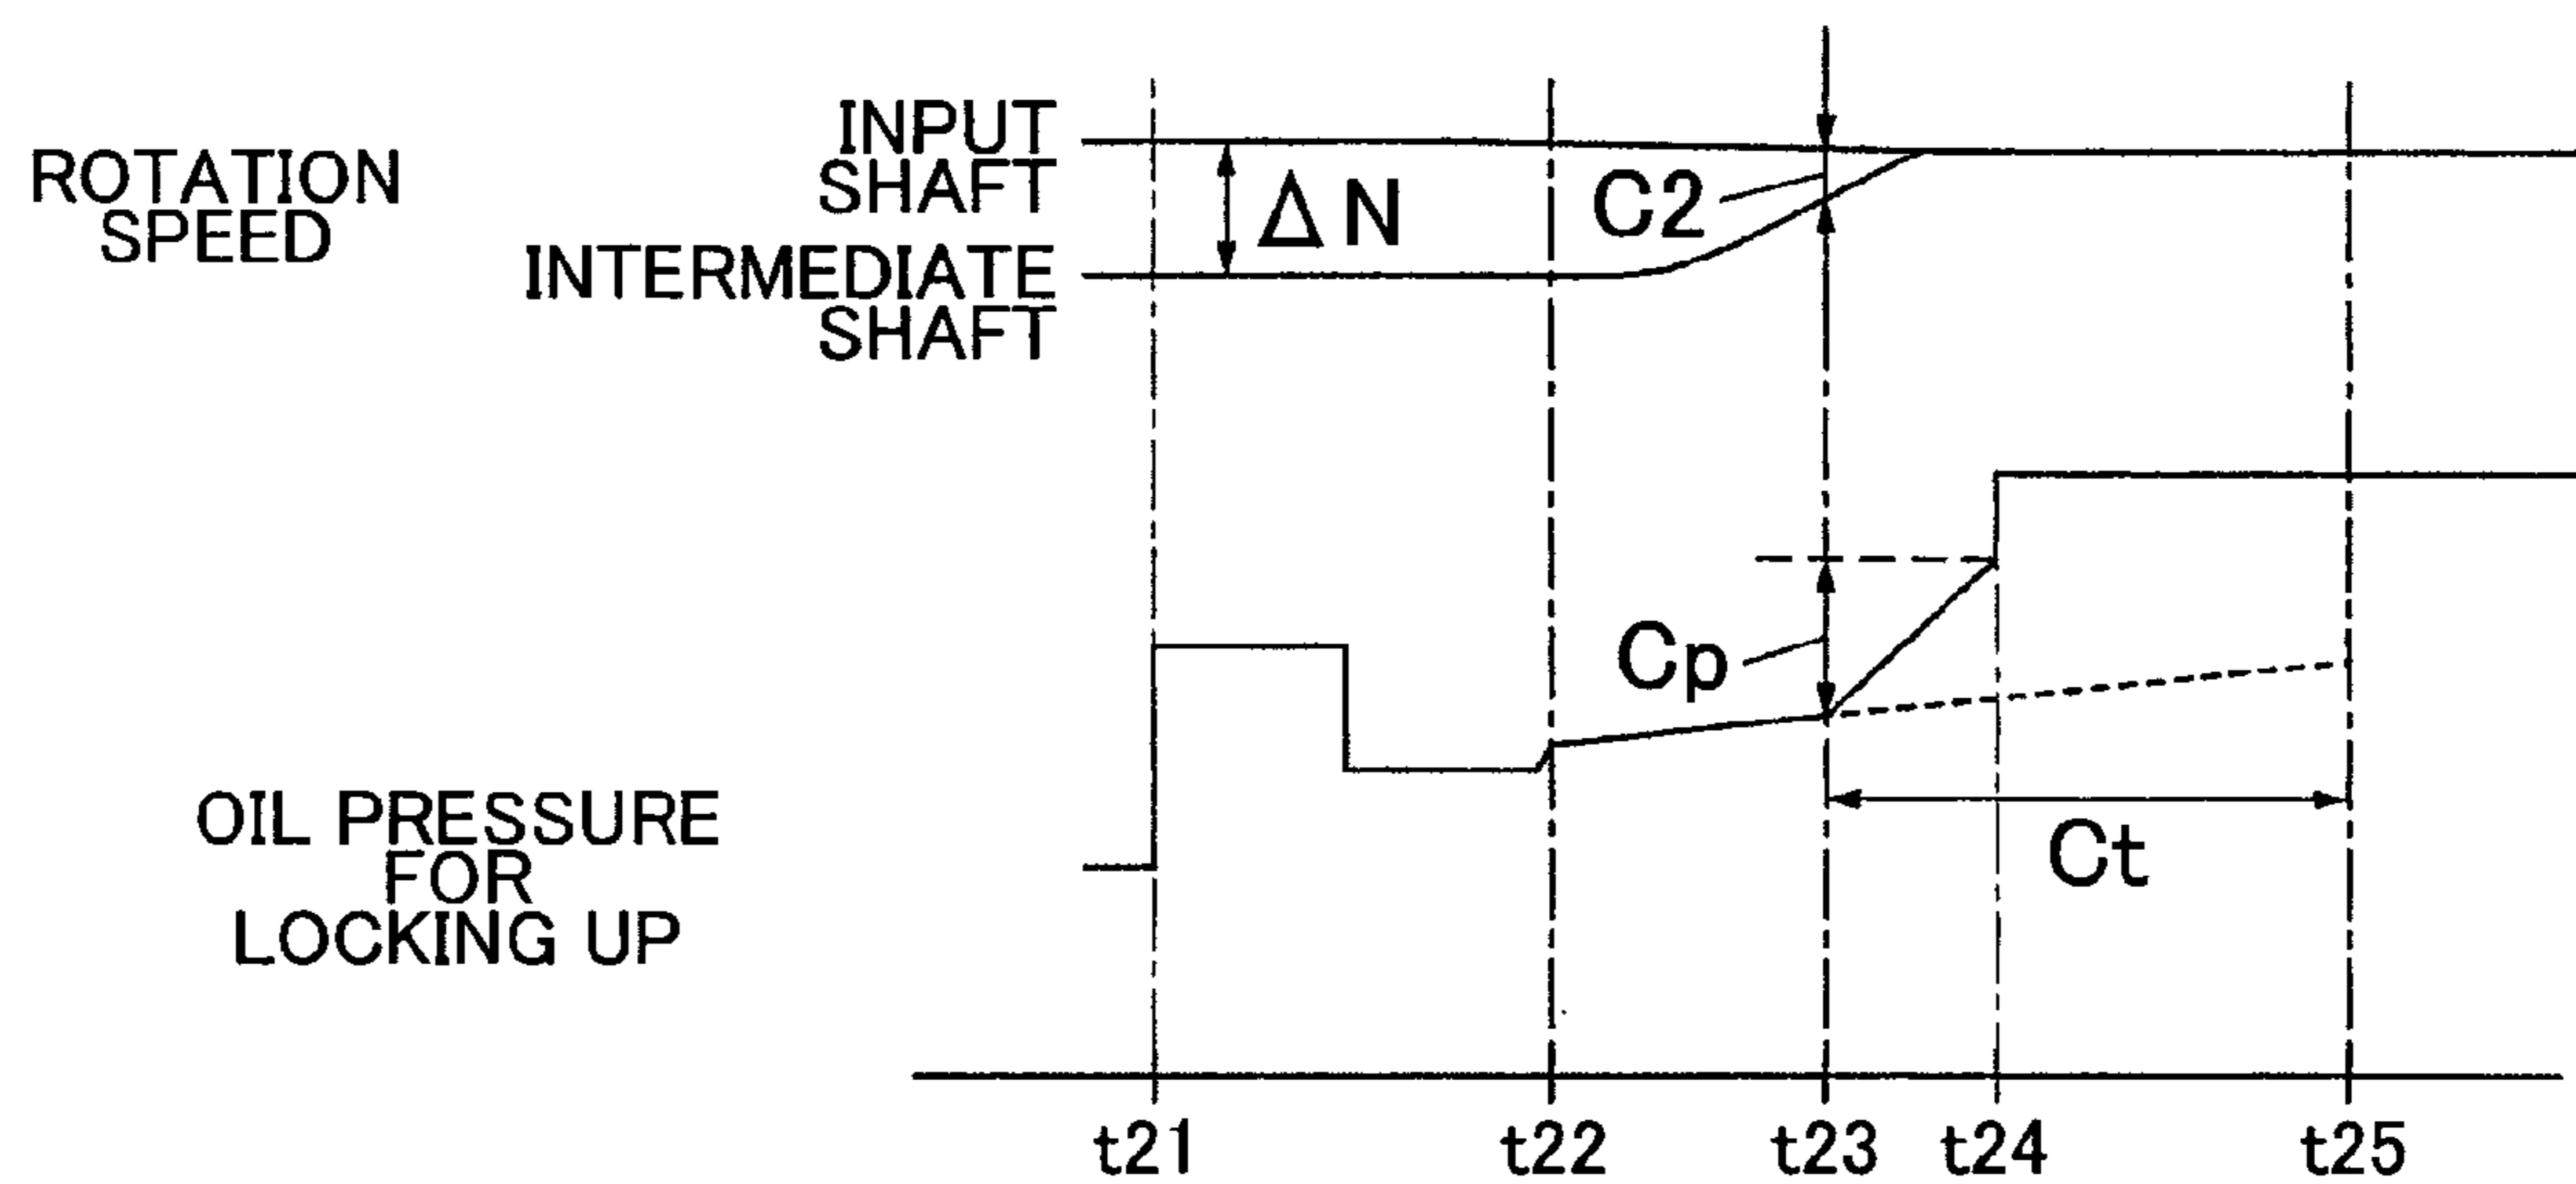 ROTATION
SPEED
INPUT
SHAFT
INTERMEDIATE
SHAFT
ΔN
C2
Cp
Ct
OIL PRESSURE
FOR
LOCKING UP
t21
t22
t23
t24
t25